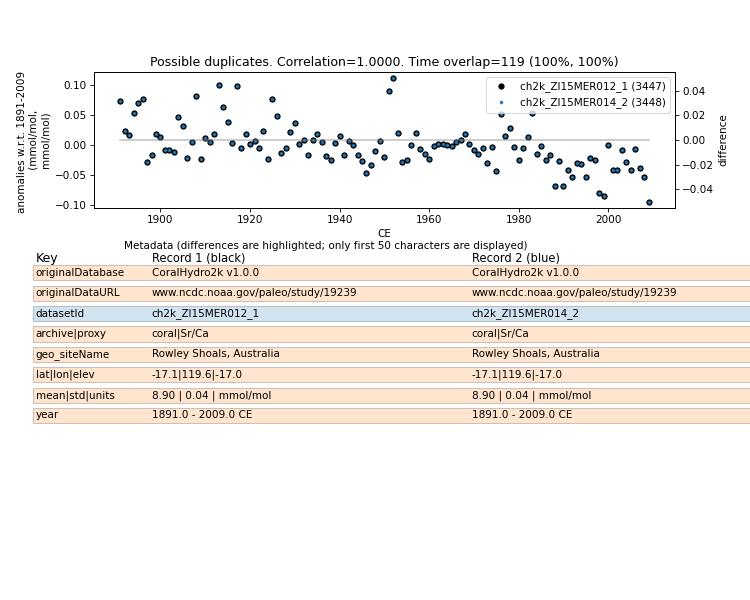 Possible duplicates. Correlation=1.0000. Time overlap=119 (100%, 100%)
anomalies w.r.t. 1891-2009
(mmol/mol,
mmol/mol)
0.10
0.05
0.00
−0.05
−0.10
ch2k_ZI15MER012_1 (3447)
ch2k_ZI15MER014_2 (3448)
0.04
0.02
0.00
−0.02
−0.04
difference
1900 1920 1940 1960 1980 2000
CE
Metadata (differences are highlighted; only first 50 characters are displayed)
Key Record 1 (black) Record 2 (blue)
originalDatabase CoralHydro2k v1.0.0 CoralHydro2k v1.0.0
originalDataURL www.ncdc.noaa.gov/paleo/study/19239 www.ncdc.noaa.gov/paleo/study/19239
datasetId ch2k_ZI15MER012_1 ch2k_ZI15MER014_2
archive|proxy coral|Sr/Ca coral|Sr/Ca
geo_siteName Rowley Shoals, Australia Rowley Shoals, Australia
lat|lon|elev -17.1|119.6|-17.0 -17.1|119.6|-17.0
mean|std|units 8.90 | 0.04 | mmol/mol 8.90 | 0.04 | mmol/mol
year 1891.0 - 2009.0 CE 1891.0 - 2009.0 CE